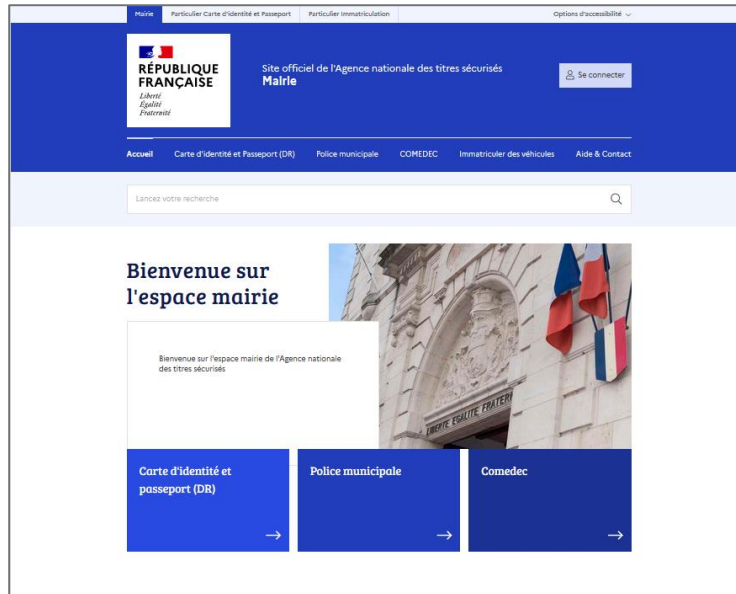 Mairie
Particulier Carte d'identité et Passeport
Particulier Immatriculation
Options d'accessibilité
RÉPUBLIQUE
FRANÇAISE
Liberté
Égalité
Fraternité
Site officiel de l'Agence nationale des titres sécurisés
Mairie
Se connecter
Accueil
Carte d'identité et Passeport (DR)
Police municipale
COMEDEC
Immatriculer des véhicules
Aide & Contact
Lancez votre recherche
Bienvenue sur
l'espace mairie
Bienvenue sur l'espace mairie de l'Agence nationale
des titres sécurisés
LIBERTE EGALITE FRATERN
Carte d'identité et
passeport (DR)
Police municipale
Comedec